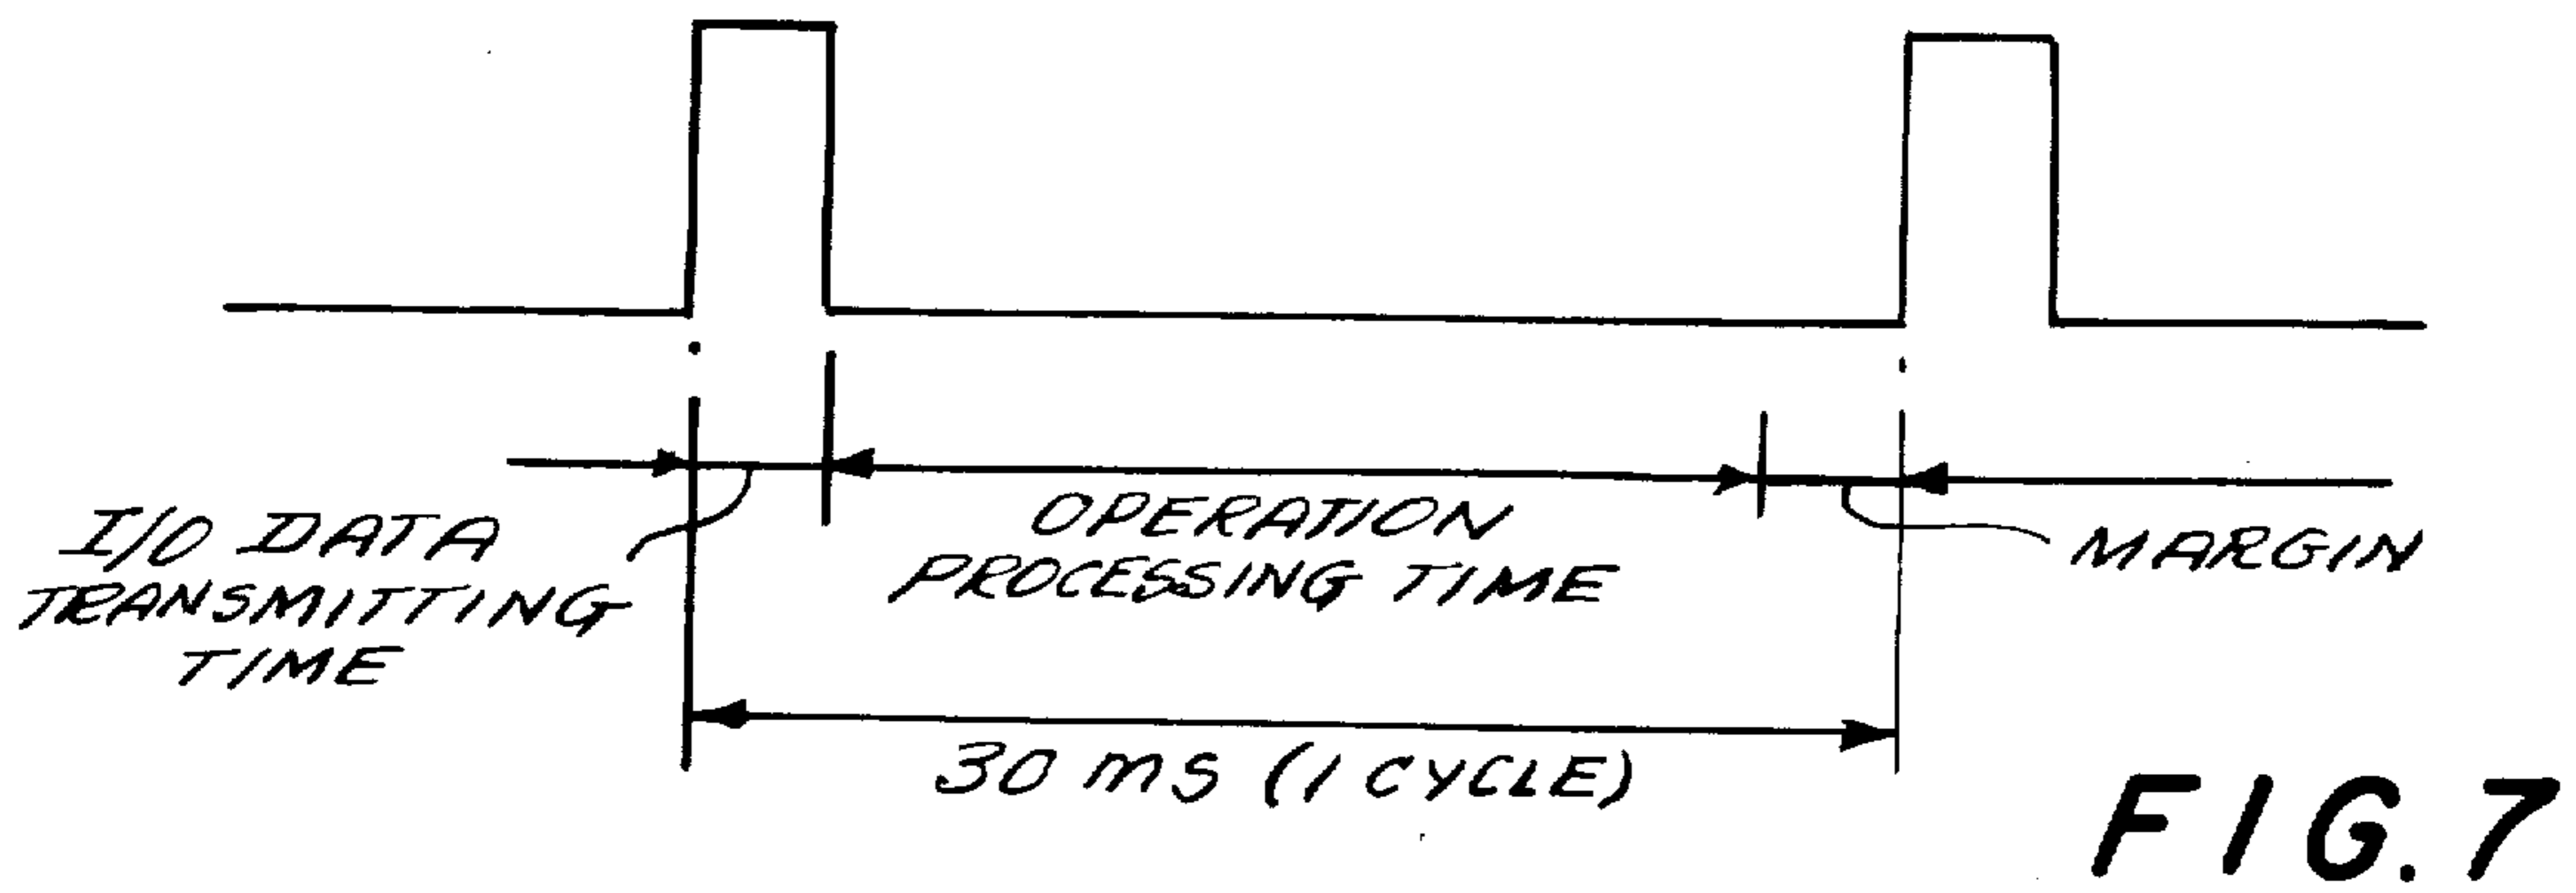 I/O DATA
TRANSMITTING
TIME
OPERATION
PROCESSING TIME
MARGIN
30 ms (1 CYCLE)
FIG. 7